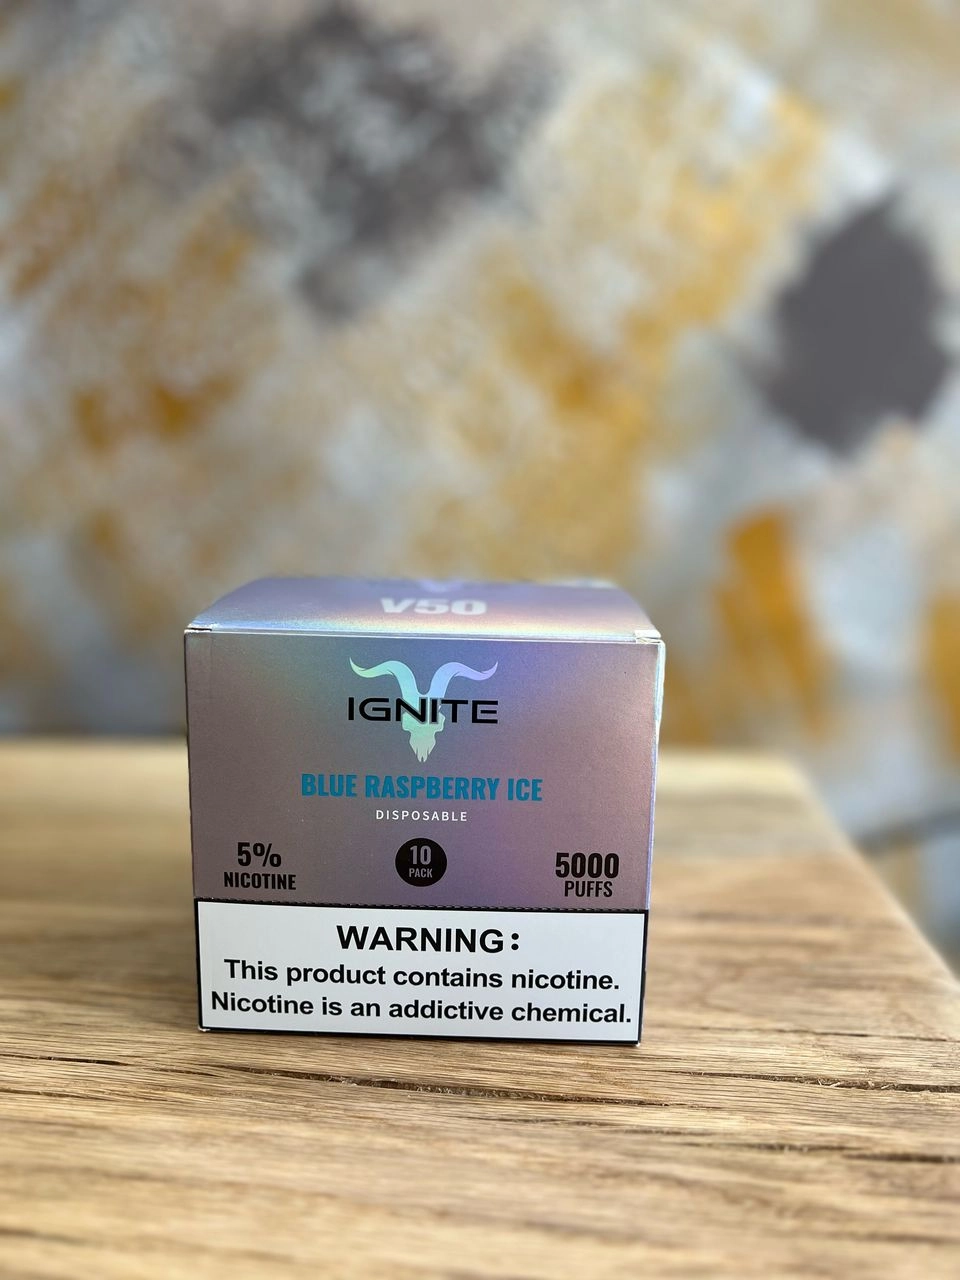 V50
IGNITE
BLUE RASPBERRY ICE
DISPOSABLE
5%
NICOTINE
10
PACK
5000
PUFFS
WARNING:
This product contains nicotine.
Nicotine is an addictive chemical.